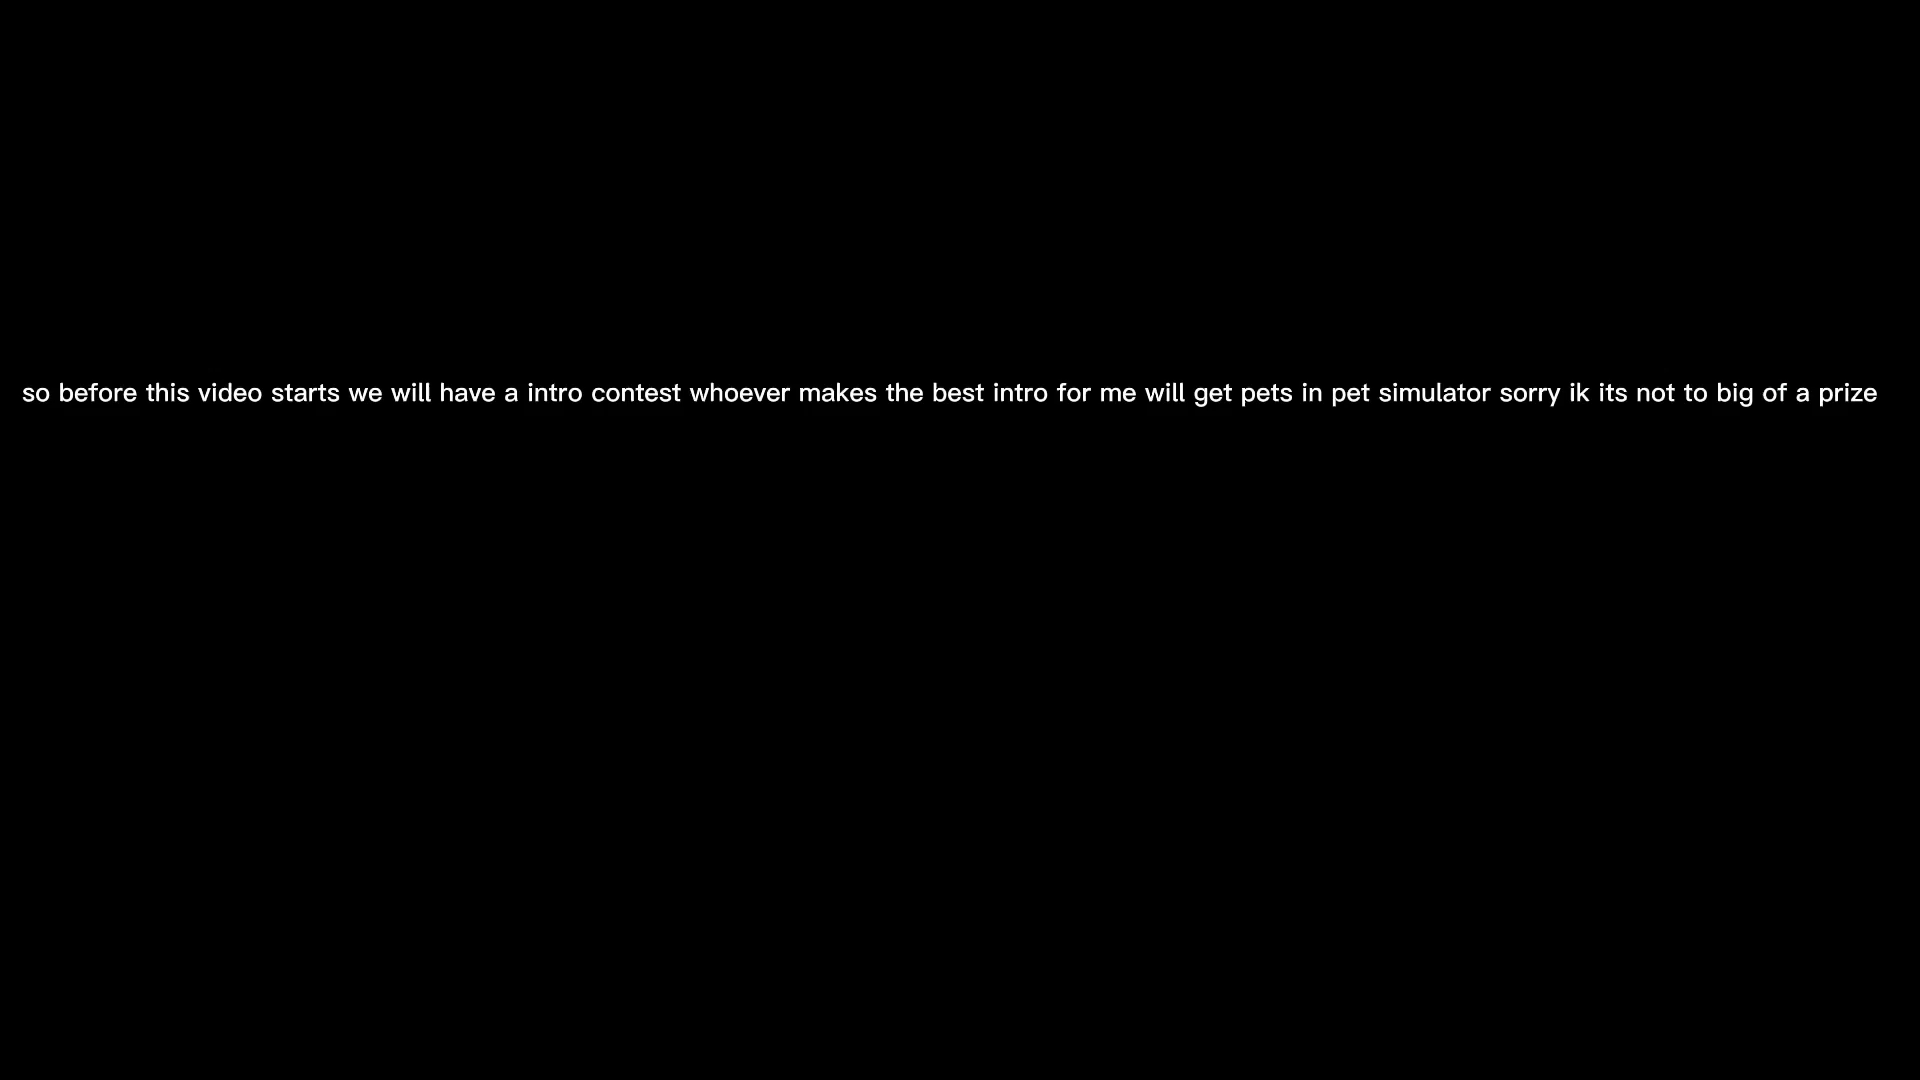 so before this video starts we will have a intro contest whoever makes the best intro for me will get pets in pet simulator sorry ik its not to big of a prize